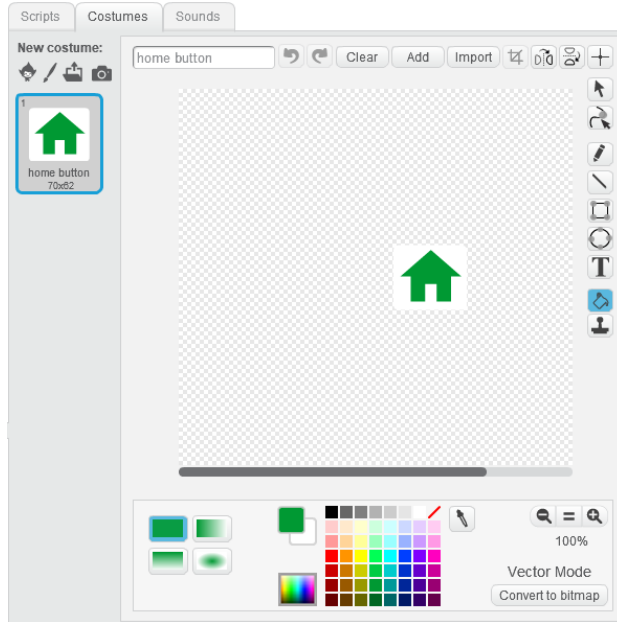 Scripts Costumes Sounds
New costume:
home button
Clear Add Import
1
home button
70x62
T
100%
Vector Mode
Convert to bitmap